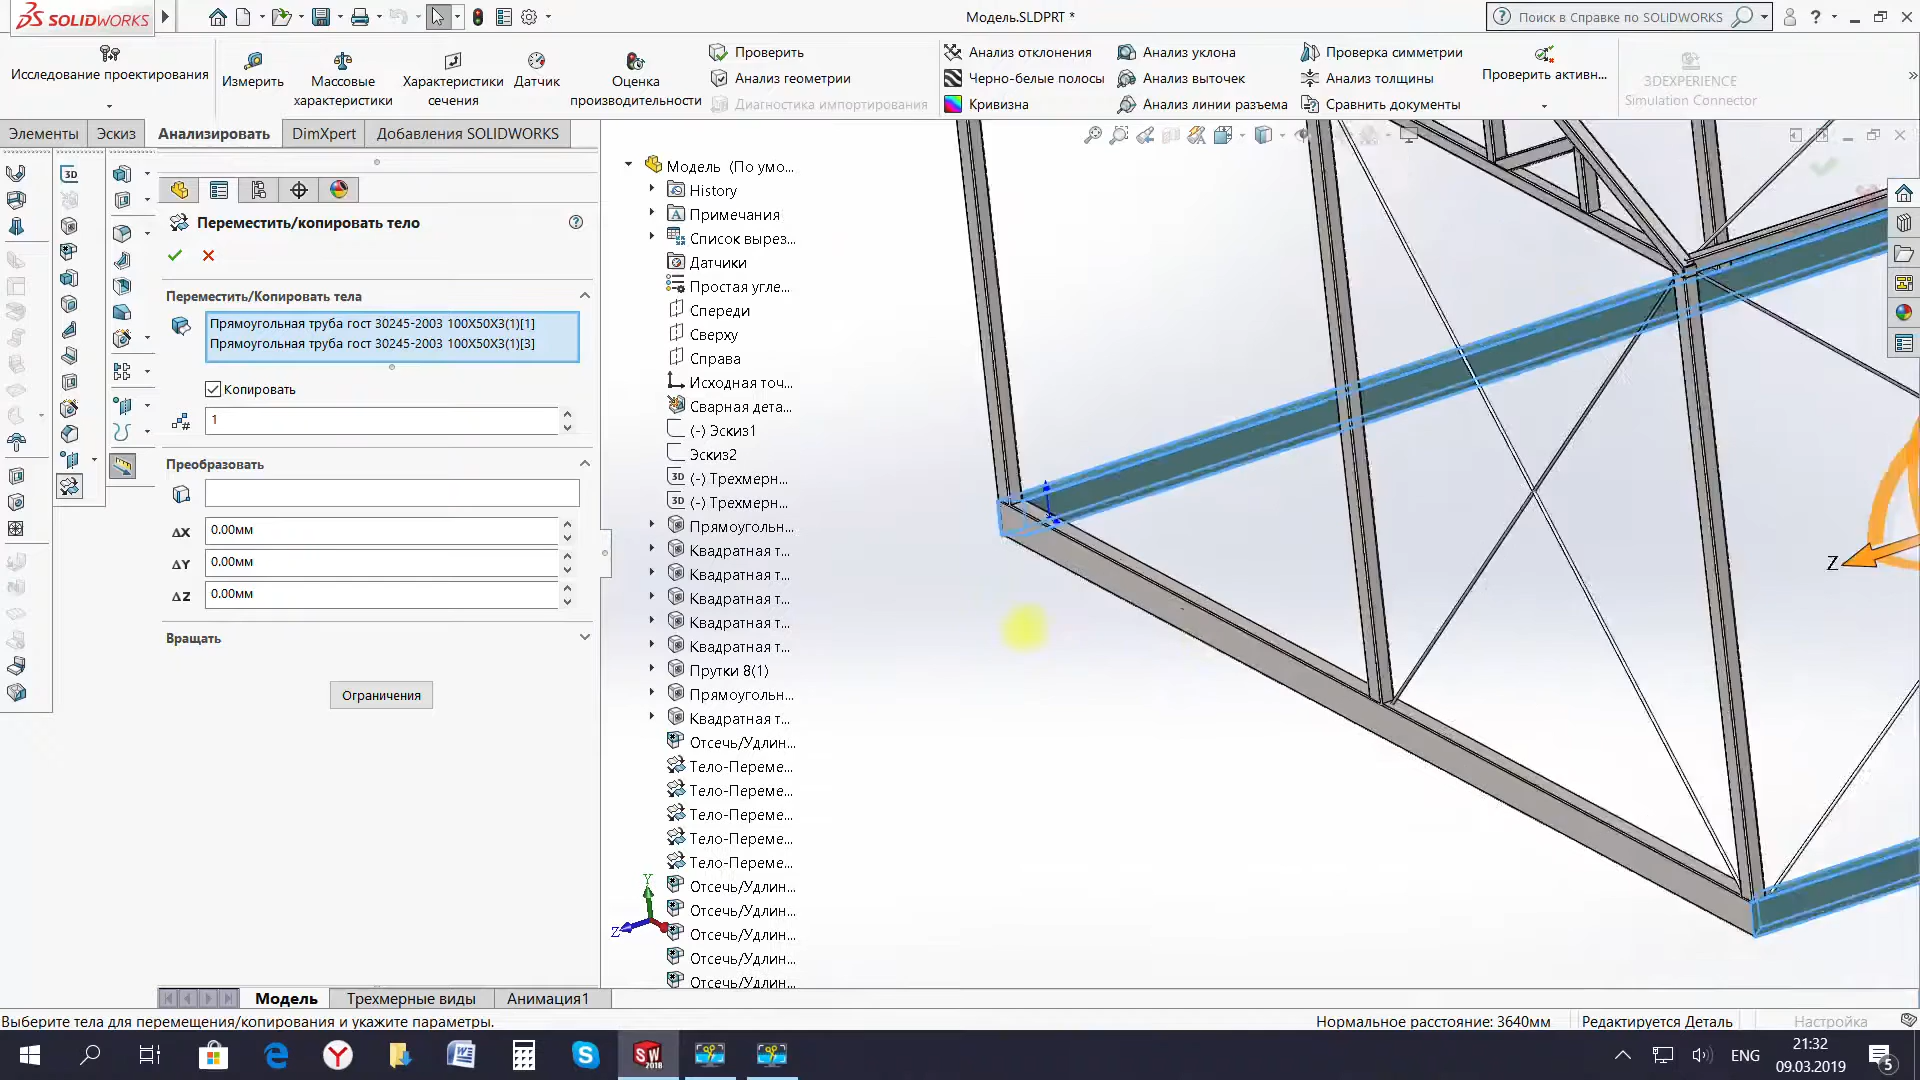 SOLIDWORKS
Модель.SLDPRT *
Поиск в Справке по SOLIDWORKS
Исследование проектирования
Измерить
Массовые характеристики
Характеристики сечения
Датчик
Оценка производительности
Проверить
Анализ геометрии
Диагностика импортирования
Анализ отклонения
Черно-белые полосы
Кривизна
Анализ уклона
Анализ выточек
Анализ линии разъема
Проверка симметрии
Анализ толщины
Сравнить документы
Проверить активн...
3DEXPERIENCE
Simulation Connector
Элементы
Эскиз
Анализировать
DimXpert
Добавления SOLIDWORKS
Переместить/копировать тело
Переместить/Копировать тела
Прямоугольная труба гост 30245-2003 100X50X3(1)[1]
Прямоугольная труба гост 30245-2003 100X50X3(1)[3]
Копировать
1
Преобразовать
ΔX 0.00мм
ΔY 0.00мм
ΔZ 0.00мм
Вращать
Ограничения
Модель (По умо...
History
Примечания
Список вырез...
Датчики
Простая угле...
Спереди
Сверху
Справа
Исходная точ...
Сварная дета...
(-) Эскиз1
Эскиз2
3D (-) Трехмерн...
3D (-) Трехмерн...
Прямоугольн...
Квадратная т...
Квадратная т...
Квадратная т...
Квадратная т...
Квадратная т...
Прутки 8(1)
Прямоугольн...
Квадратная т...
Отсечь/Удлин...
Тело-Переме...
Тело-Переме...
Тело-Переме...
Тело-Переме...
Тело-Переме...
Отсечь/Удлин...
Отсечь/Удлин...
Отсечь/Удлин...
Отсечь/Удлин...
Отсечь/Удлин...
Z
Y
Z
Модель
Трехмерные виды
Анимация1
Выберите тела для перемещения/копирования и укажите параметры.
Нормальное расстояние: 3640мм
Редактируется Деталь
Настройка
ENG
21:32
09.03.2019
5